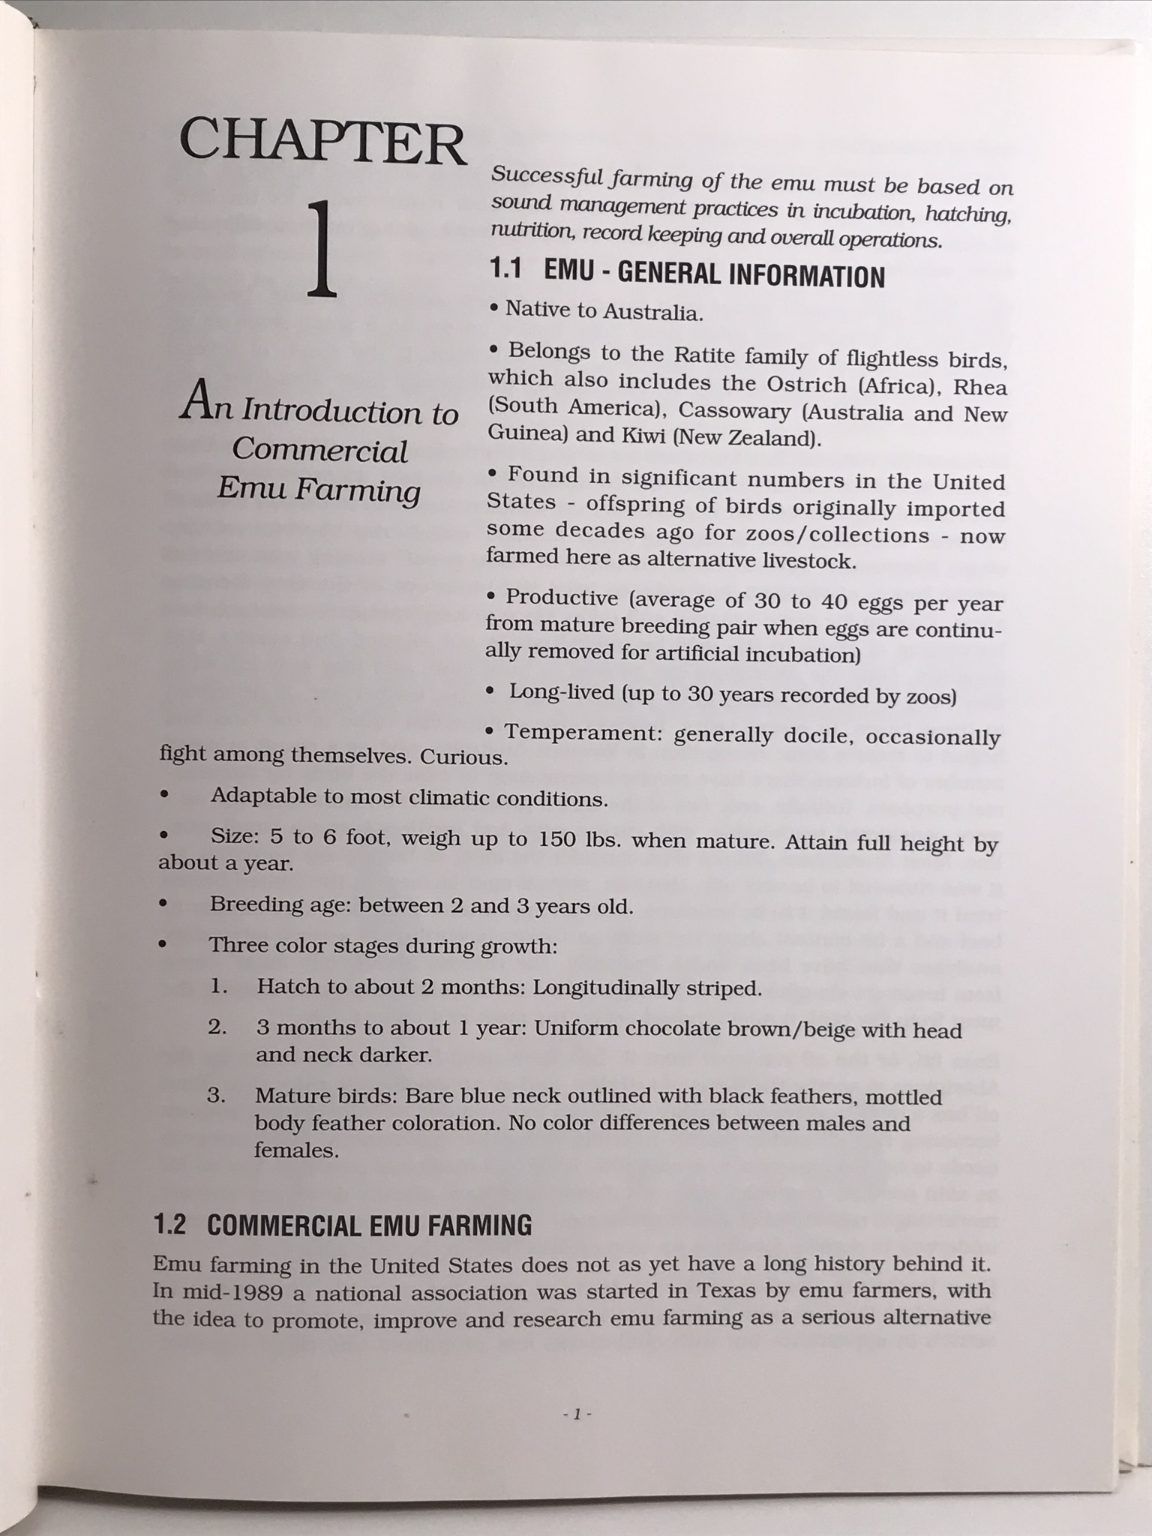 CHAPTER
1
An Introduction to
Commercial
Emu Farming
Successful farming of the emu must be based on
sound management practices in incubation, hatching,
nutrition, record keeping and overall operations.
1.1 EMU - GENERAL INFORMATION
• Native to Australia.
• Belongs to the Ratite family of flightless birds,
which also includes the Ostrich (Africa), Rhea
(South America), Cassowary (Australia and New
Guinea) and Kiwi (New Zealand).
• Found in significant numbers in the United
States - offspring of birds originally imported
some decades ago for zoos/collections - now
farmed here as alternative livestock.
• Productive (average of 30 to 40 eggs per year
from mature breeding pair when eggs are continu-
ally removed for artificial incubation)
• Long-lived (up to 30 years recorded by zoos)
• Temperament: generally docile, occasionally
fight among themselves. Curious.
• Adaptable to most climatic conditions.
• Size: 5 to 6 foot, weigh up to 150 lbs. when mature. Attain full height by
about a year.
• Breeding age: between 2 and 3 years old.
• Three color stages during growth:
1. Hatch to about 2 months: Longitudinally striped.
2. 3 months to about 1 year: Uniform chocolate brown/beige with head
and neck darker.
3. Mature birds: Bare blue neck outlined with black feathers, mottled
body feather coloration. No color differences between males and
females.
1.2 COMMERCIAL EMU FARMING
Emu farming in the United States does not as yet have a long history behind it.
In mid-1989 a national association was started in Texas by emu farmers, with
the idea to promote, improve and research emu farming as a serious alternative
- 1 -